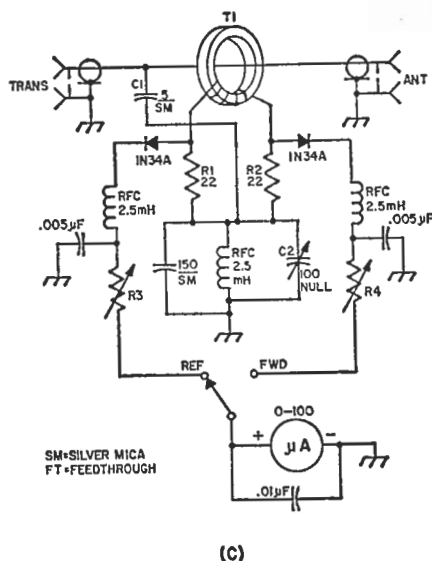 T1
TRANS
C1
5
SM
ANT
1N34A
R1
22
R2
22
1N34A
RFC
2.5mH
RFC
2.5mH
.005µF
.005µF
150
SM
RFC
2.5
mH
C2
100
NULL
R3
R4
REF
FWD
0-100
+
µA
-
SM=SILVER MICA
FT=FEEDTHROUGH
.01µF
(C)